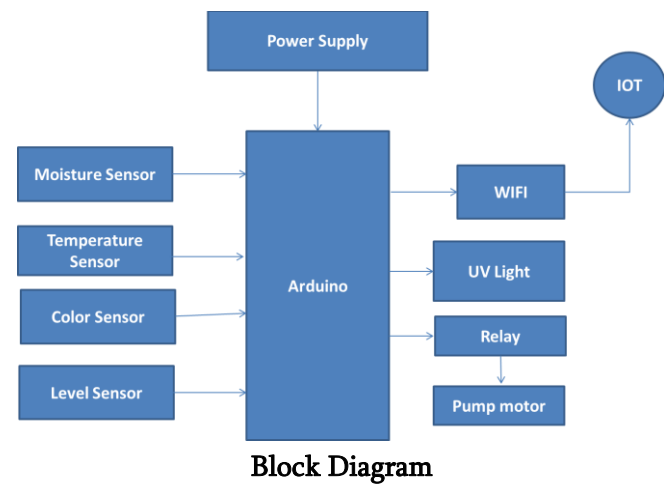 Power Supply
IOT
Moisture Sensor
WIFI
Temperature
Sensor
UV Light
Arduino
Color Sensor
Relay
Level Sensor
Pump motor
Block Diagram